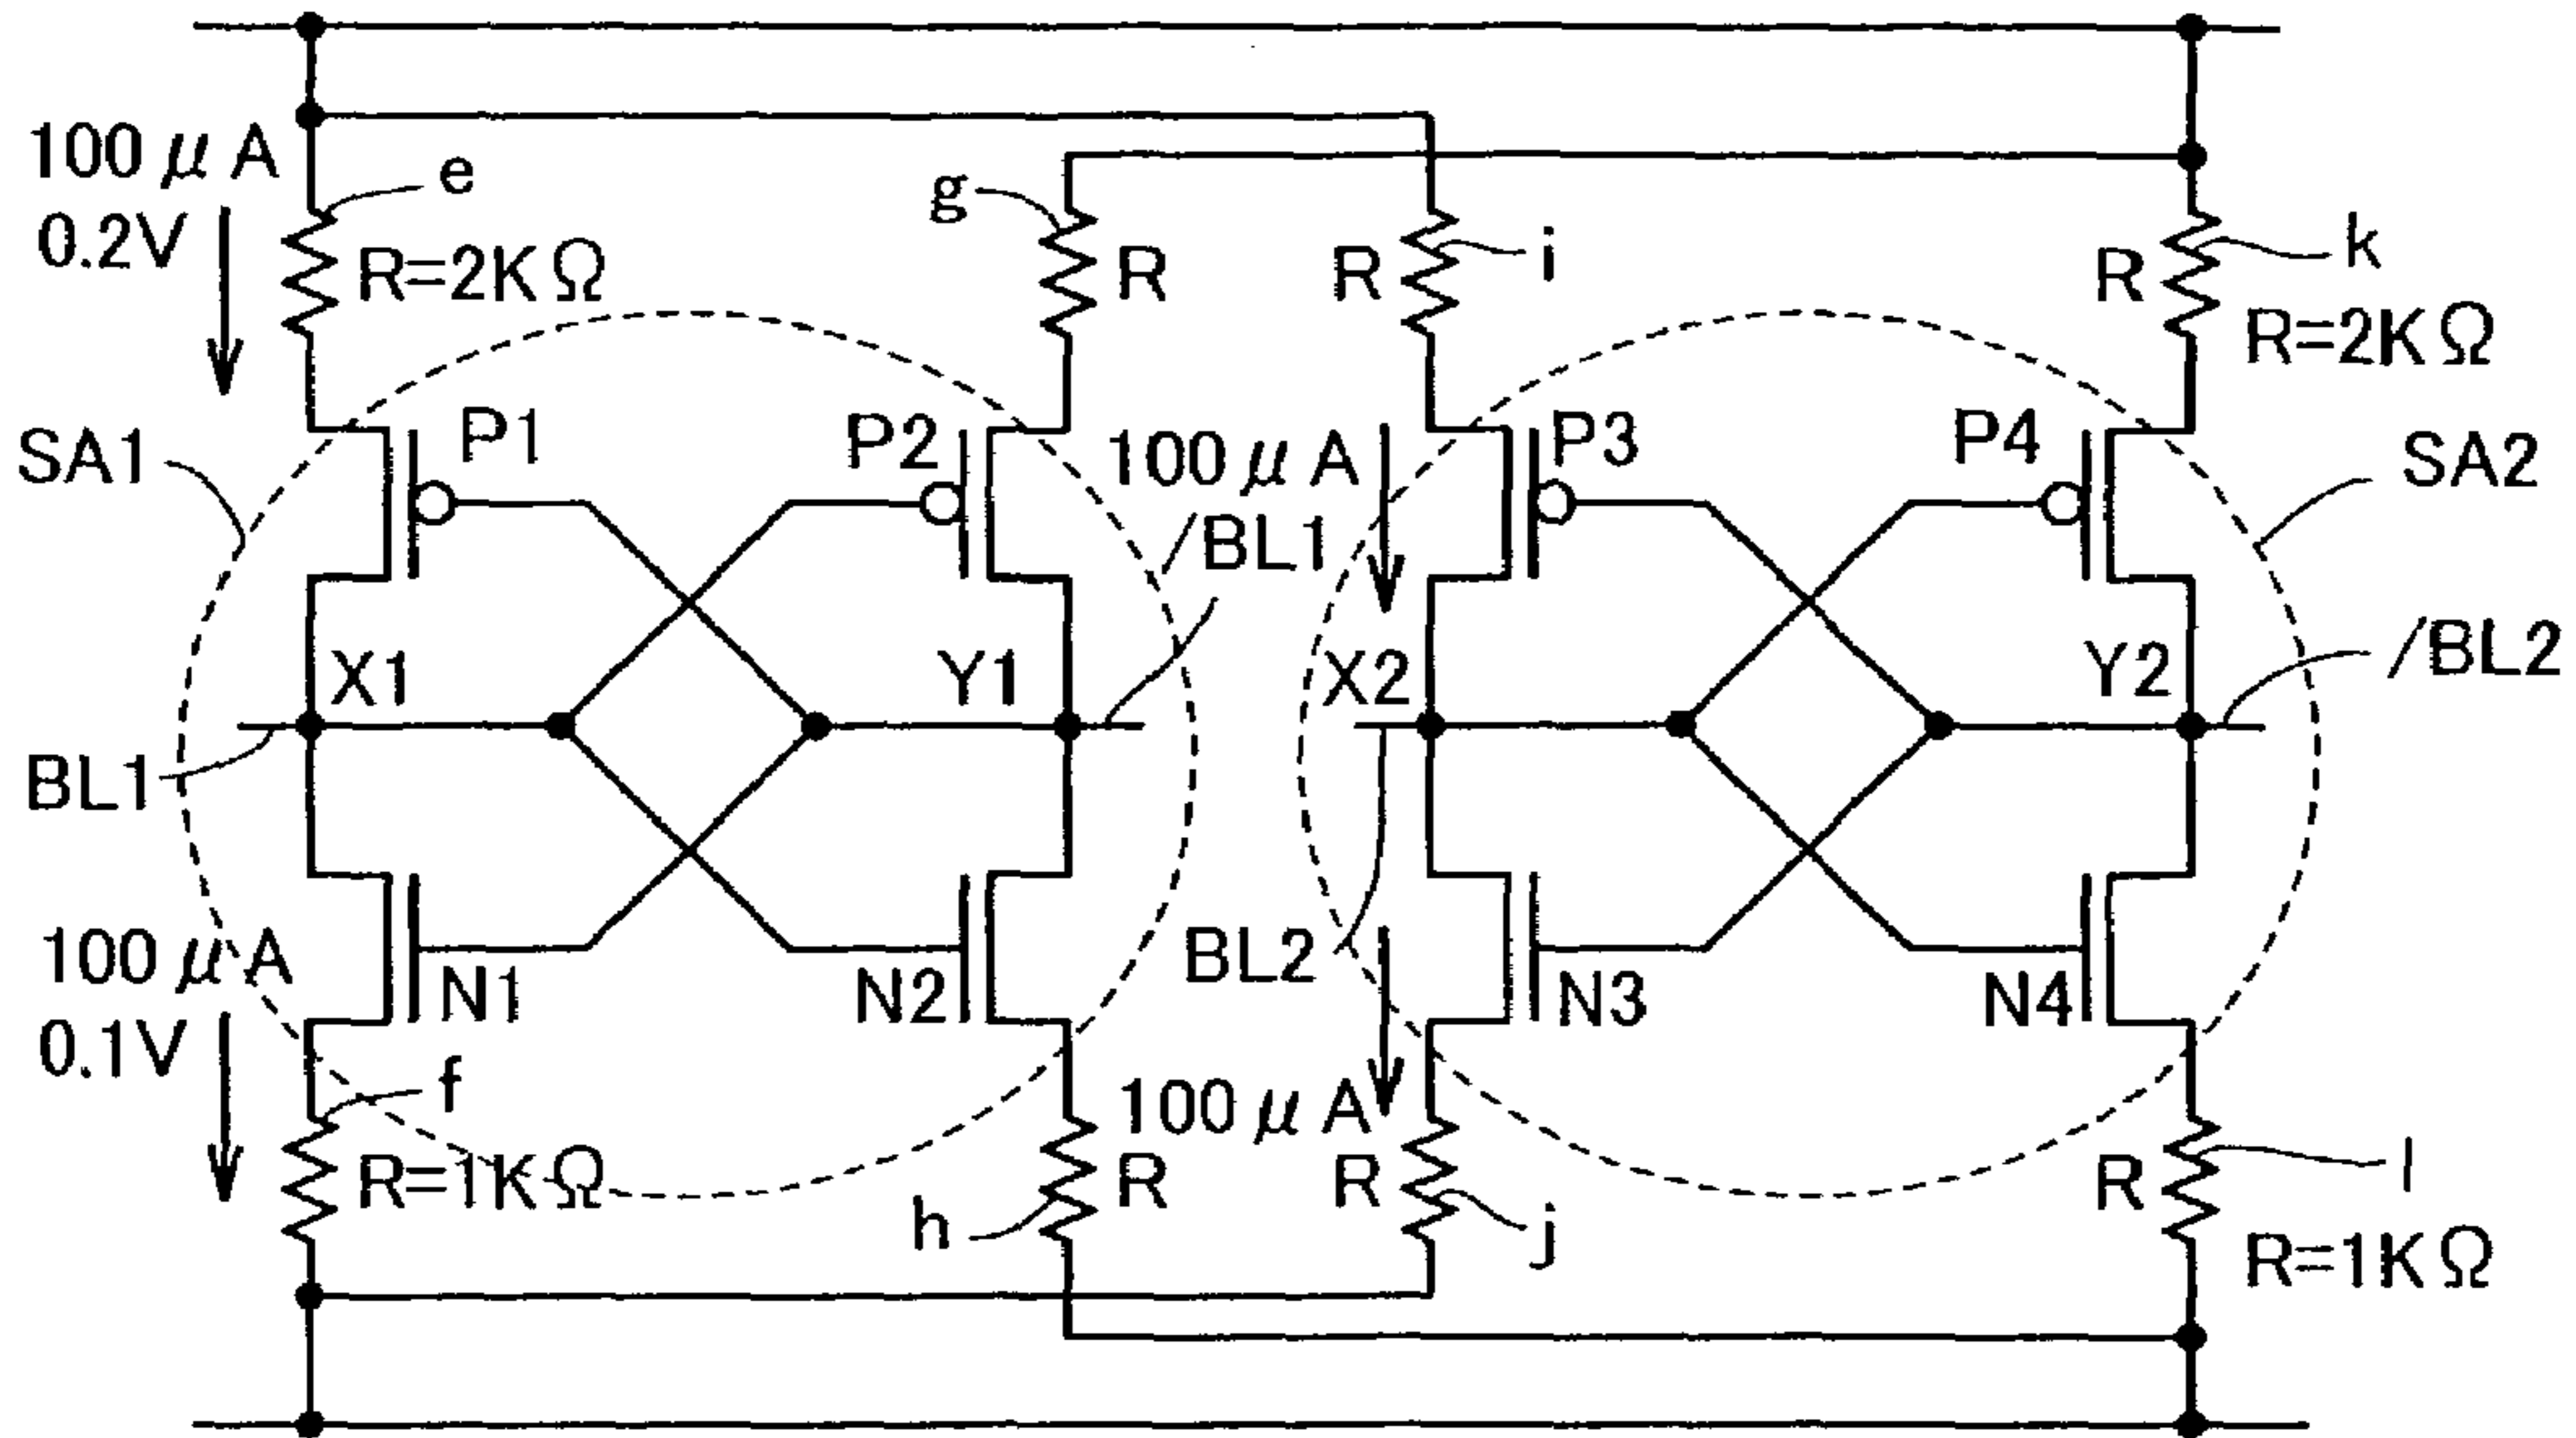 100 μ A
0.2V
e
R=2K Ω
g
R
R
i
R
k
R=2K Ω
SA1
P1
P2
100 μ A
/BL1
P3
P4
SA2
X1
Y1
X2
Y2
/BL2
BL1
BL2
100 μ A
0.1V
N1
N2
N3
N4
f
R=1K Ω
h
R
100 μ A
R
j
R
l
R=1K Ω